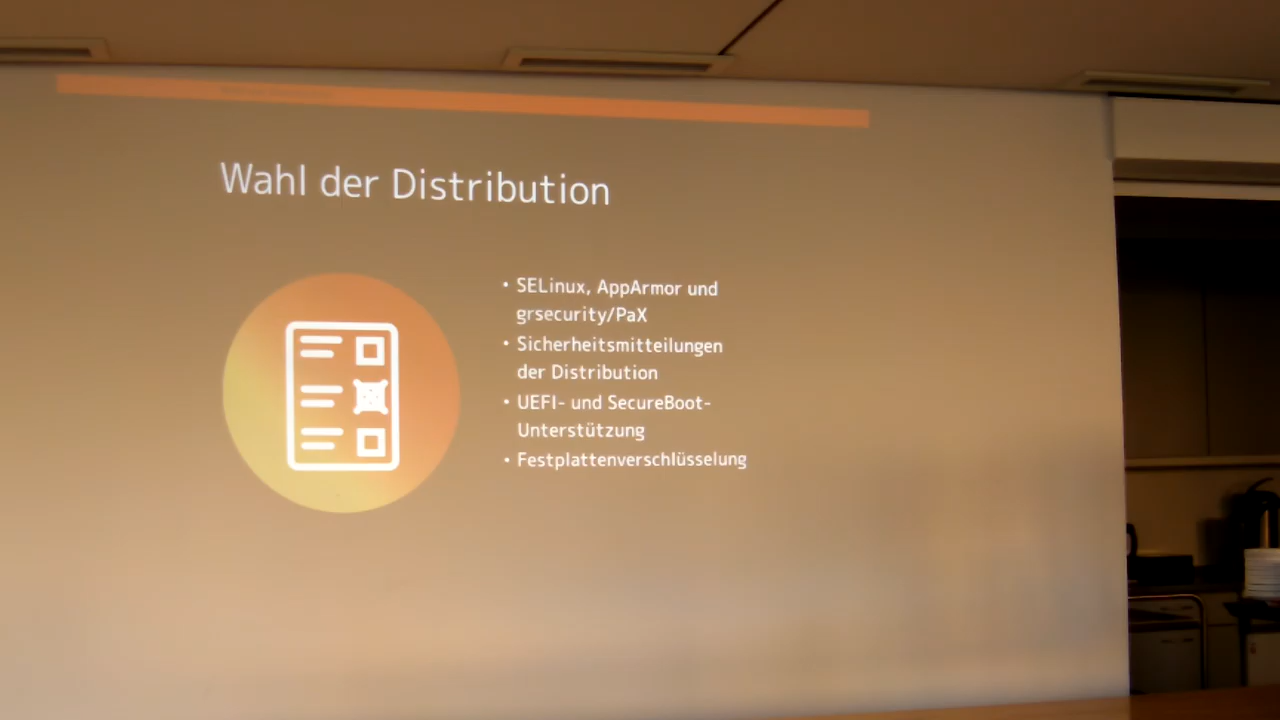 Wahl der Distribution
• SELinux, AppArmor und
grsecurity/PaX
• Sicherheitsmitteilungen
der Distribution
• UEFI- und SecureBoot-
Unterstützung
• Festplattenverschlüsselung